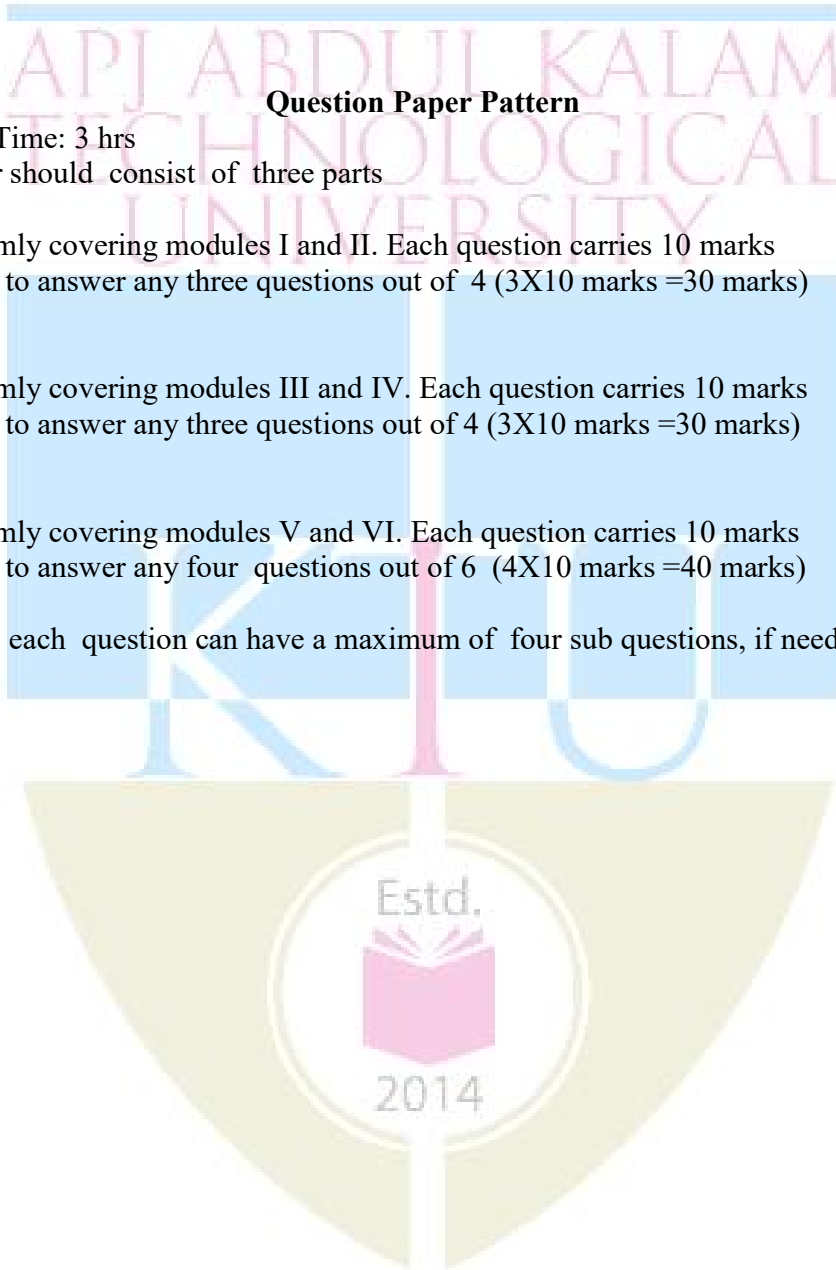 APJ ABDUL KALAM
TECHNOLOGICAL
UNIVERSITY
Question Paper Pattern
Time: 3 hrs
should consist of three parts
covering modules I and II. Each question carries 10 marks
to answer any three questions out of 4 (3X10 marks =30 marks)
covering modules III and IV. Each question carries 10 marks
to answer any three questions out of 4 (3X10 marks =30 marks)
covering modules V and VI. Each question carries 10 marks
to answer any four questions out of 6 (4X10 marks =40 marks)
each question can have a maximum of four sub questions, if need
KTU
Estd.
2014